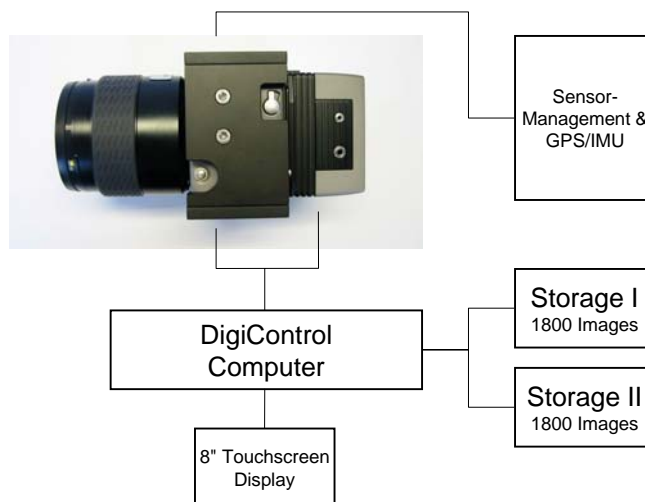 Sensor-
Management &
GPS/IMU
DigiControl
Computer
Storage I
1800 Images
Storage II
1800 Images
8" Touchscreen
Display